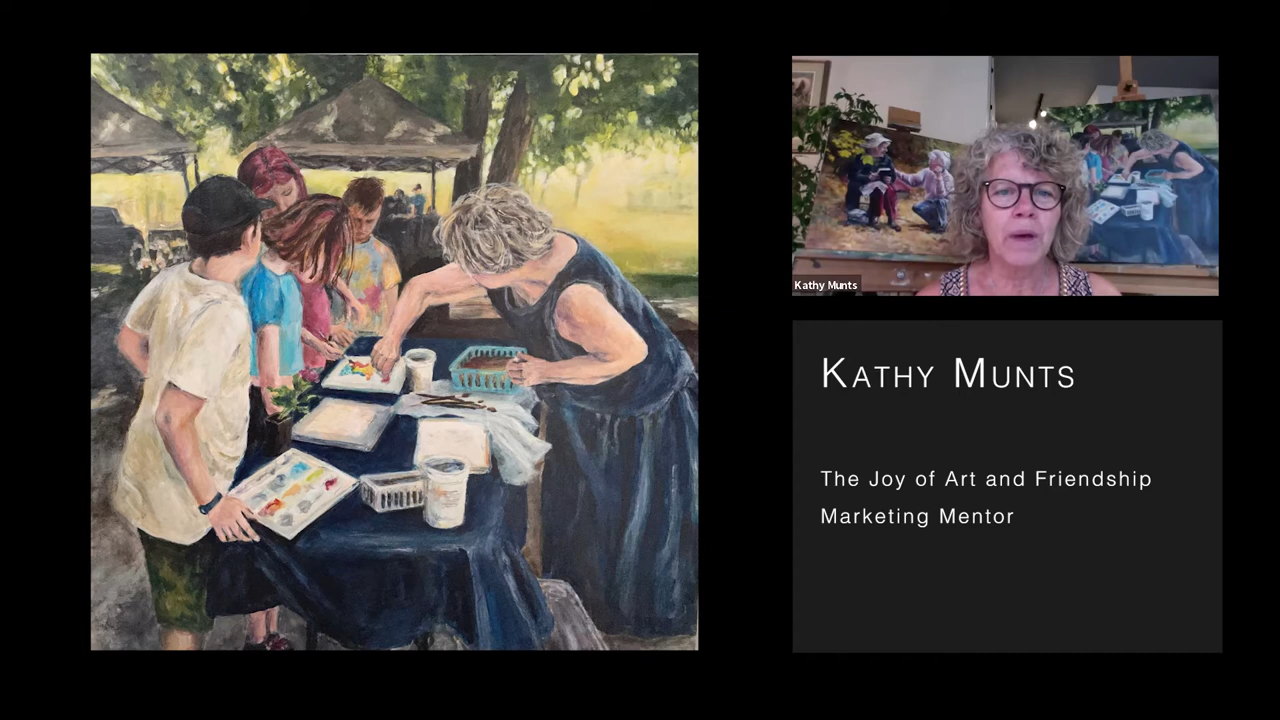 Kathy Munts
KATHY MUNTS
The Joy of Art and Friendship
Marketing Mentor